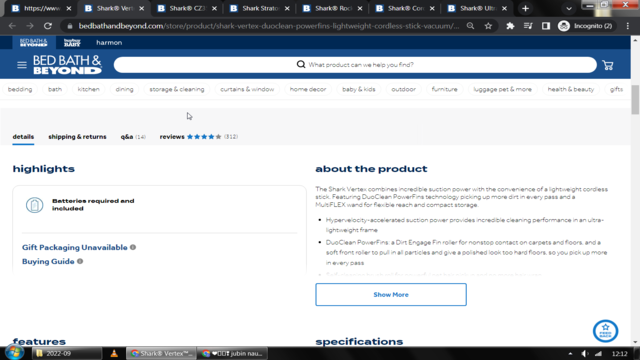 https://www
Shark® Vert
Shark® CZ3
Shark Strato
Shark® Roc
Shark® Cor
Shark® Ultr
bedbathandbeyond.com/store/product/shark-vertex-duoclean-powerfins-lightweight-cordless-stick-vacuum/...
Incognito (2)
BED BATH &
BEYOND
buybuy
BABY
harmon
BED BATH &
BEYOND
What product can we help you find?
bedding
bath
kitchen
dining
storage & cleaning
curtains & window
home decor
baby & kids
outdoor
furniture
luggage pet & more
health & beauty
gifts
details
shipping & returns
q&a (14)
reviews
(312)
highlights
Batteries required and
included
Gift Packaging Unavailable
Buying Guide
about the product
The Shark Vertex combines incredible suction power with the convenience of a lightweight cordless
stick. Featuring DuoClean PowerFins technology picking up more dirt in every pass and a
MultiFLEX wand for flexible reach and compact storage.
• Hypervelocity-accelerated suction power provides incredible cleaning performance in an ultra-
lightweight frame
• DuoClean PowerFins: a Dirt Engage Fin roller for nonstop contact on carpets and floors, and a
soft front roller to pull in all particles and give a polished look too hard floors, so you pick up more
in every pass
Show More
FEED
BACK
features
specifications
2022-09
Shark® Vertex™...
jubin nau...
12:12